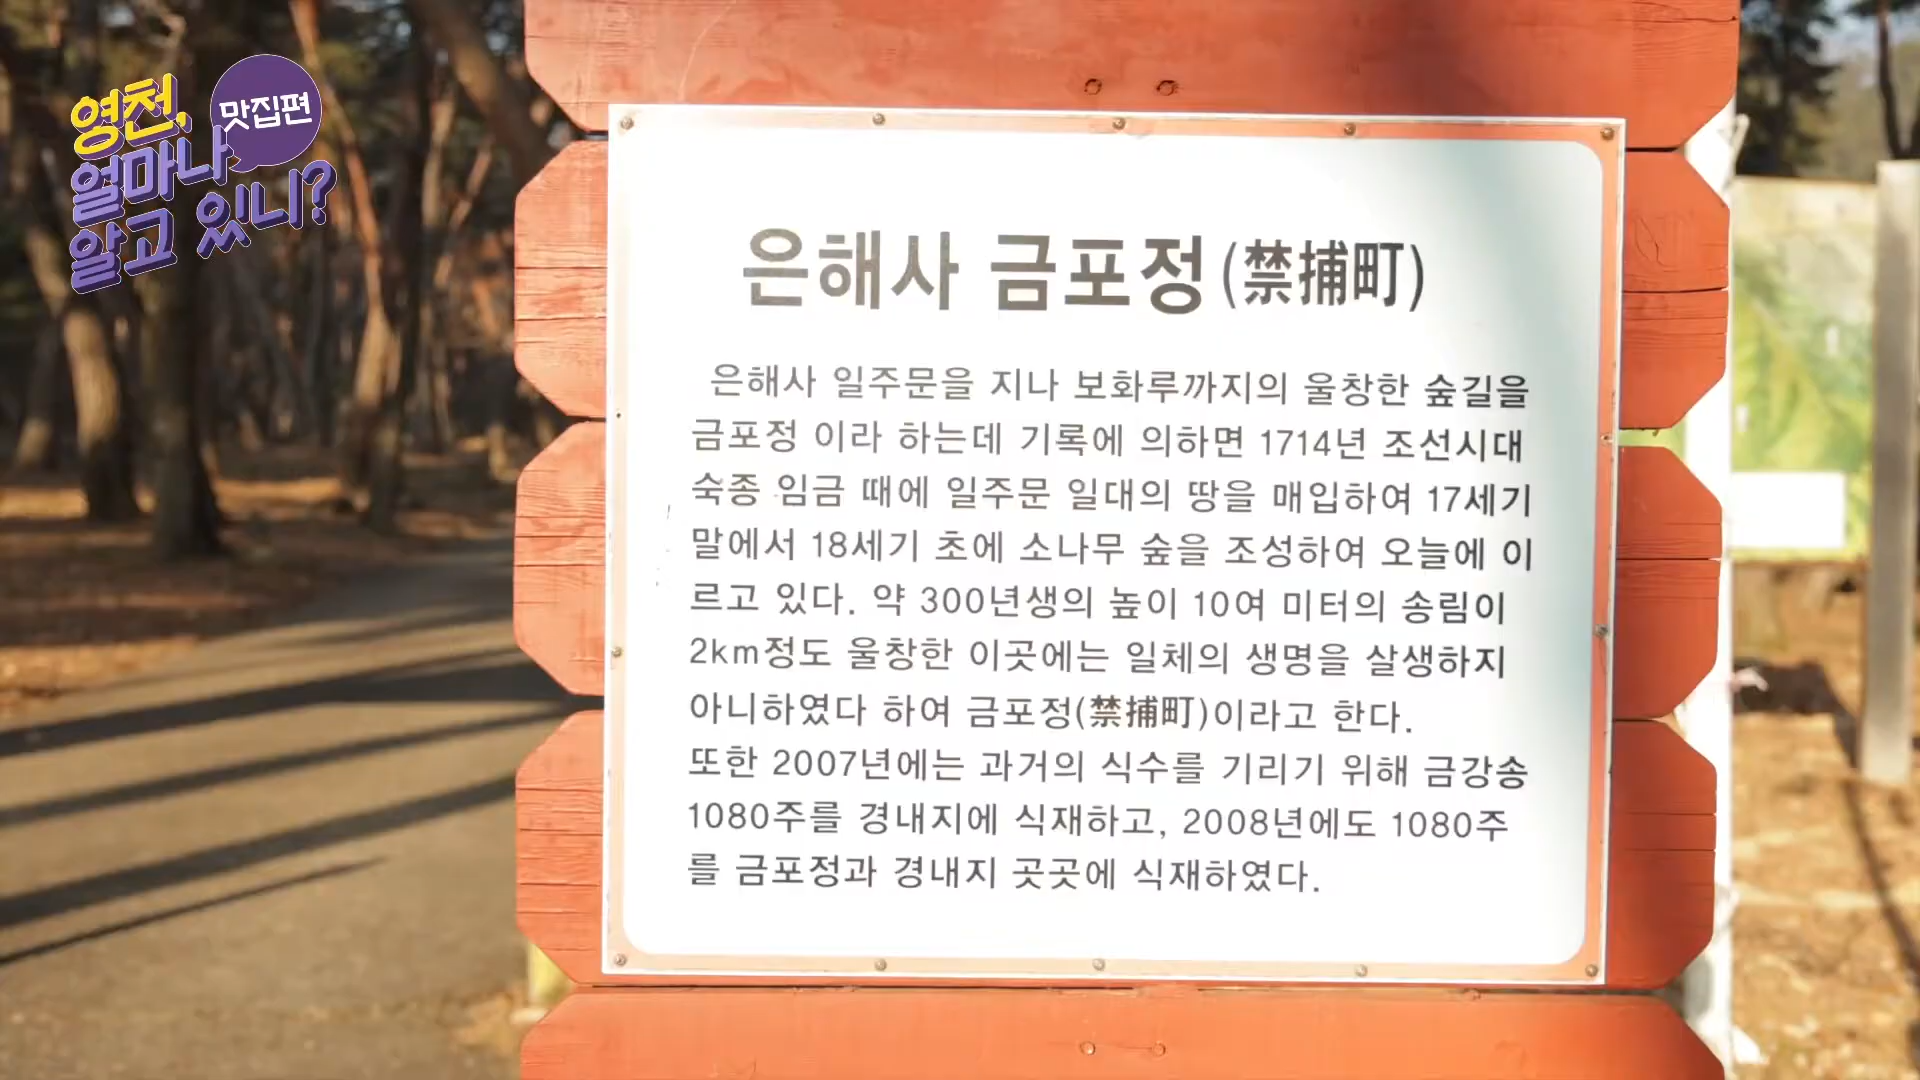 영천,
맛집편
얼마나
알고 있니?
은해사 금포정(禁捕町)
은해사 일주문을 지나 보화루까지의 울창한 숲길을
금포정 이라 하는데 기록에 의하면 1714년 조선시대
숙종 임금 때에 일주문 일대의 땅을 매입하여 17세기
말에서 18세기 초에 소나무 숲을 조성하여 오늘에 이
르고 있다. 약 300년생의 높이 10여 미터의 송림이
2km정도 울창한 이곳에는 일체의 생명을 살생하지
아니하였다 하여 금포정(禁捕町)이라고 한다.
또한 2007년에는 과거의 식수를 기리기 위해 금강송
1080주를 경내지에 식재하고, 2008년에도 1080주
를 금포정과 경내지 곳곳에 식재하였다.